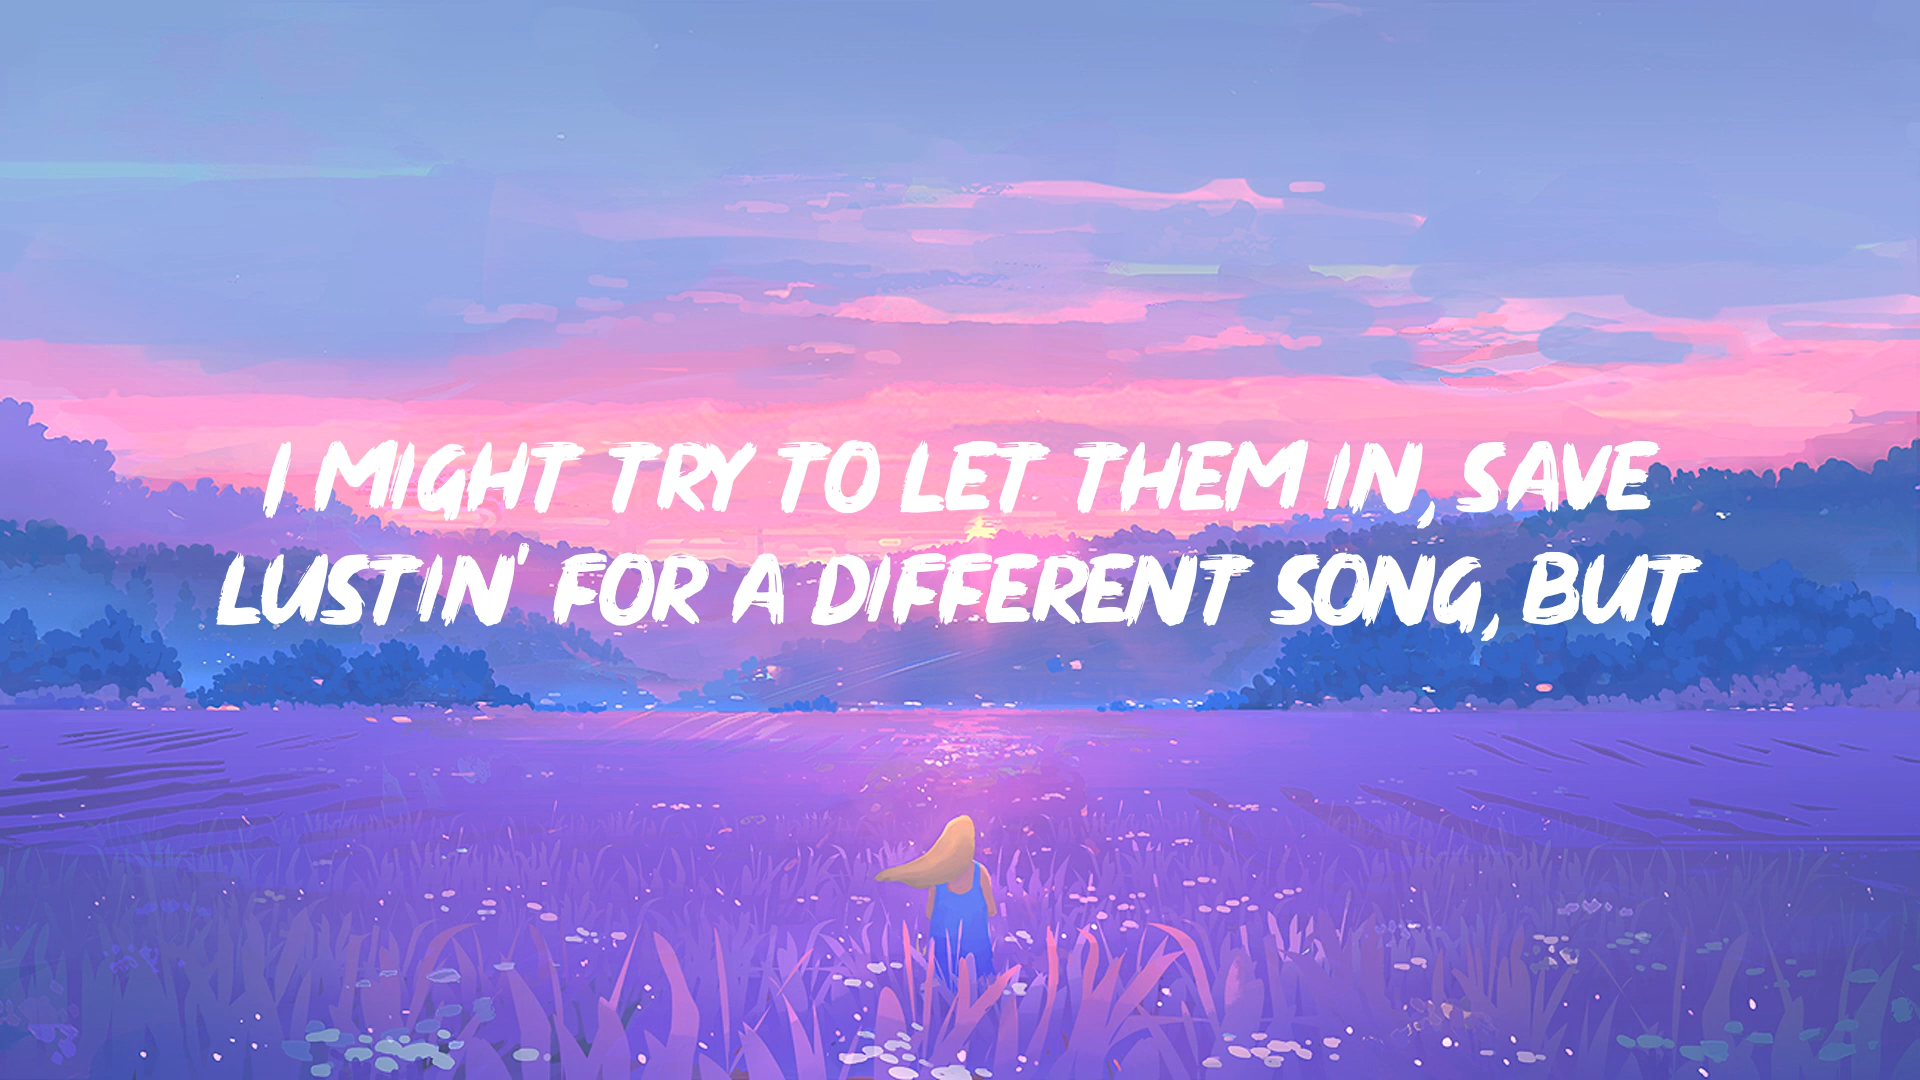 I MIGHT TRY TO LET THEM IN, SAVE
LUSTIN' FOR A DIFFERENT SONG, BUT